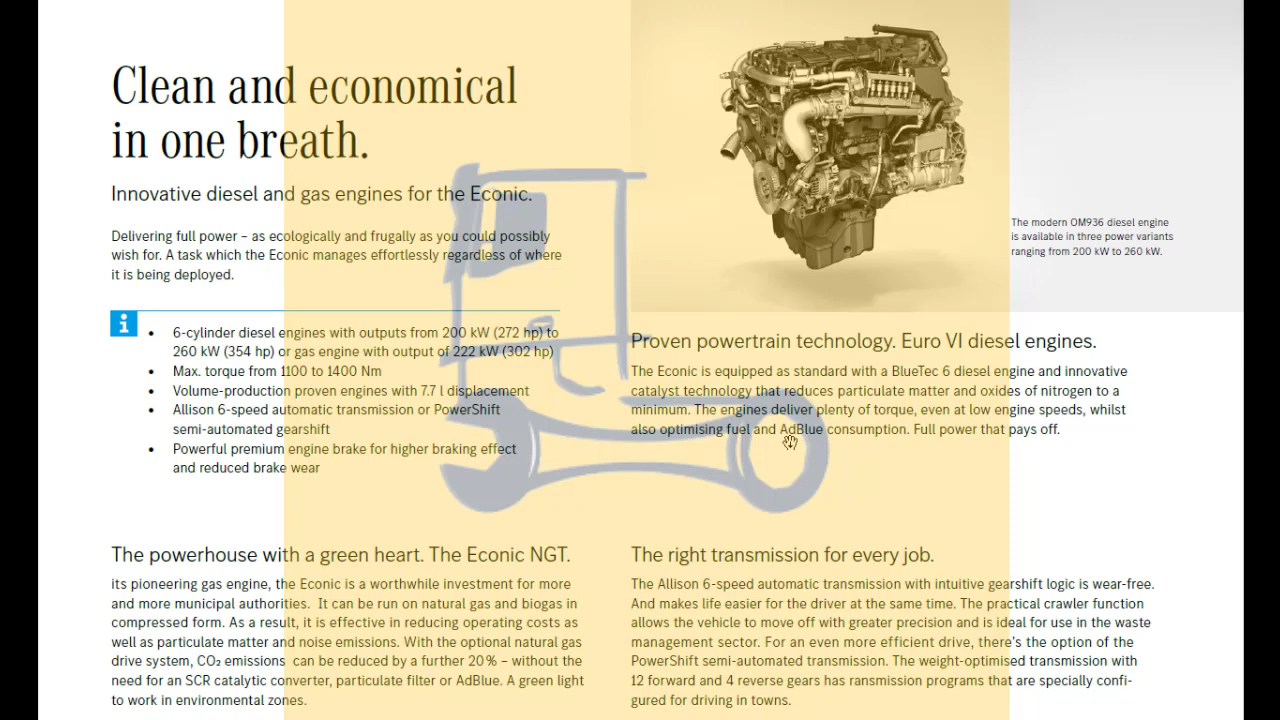 Clean and economical
in one breath.
Innovative diesel and gas engines for the Econic.
Delivering full power – as ecologically and frugally as you could possibly
wish for. A task which the Econic manages effortlessly regardless of where
it is being deployed.
i
• 6-cylinder diesel engines with outputs from 200 kW (272 hp) to
260 kW (354 hp) or gas engine with output of 222 kW (302 hp)
• Max. torque from 1100 to 1400 Nm
• Volume-production proven engines with 7.7 l displacement
• Allison 6-speed automatic transmission or PowerShift
semi-automated gearshift
• Powerful premium engine brake for higher braking effect
and reduced brake wear
The modern OM936 diesel engine
is available in three power variants
ranging from 200 kW to 260 kW.
Proven powertrain technology. Euro VI diesel engines.
The Econic is equipped as standard with a BlueTec 6 diesel engine and innovative
catalyst technology that reduces particulate matter and oxides of nitrogen to a
minimum. The engines deliver plenty of torque, even at low engine speeds, whilst
also optimising fuel and AdBlue consumption. Full power that pays off.
The powerhouse with a green heart. The Econic NGT.
its pioneering gas engine, the Econic is a worthwhile investment for more
and more municipal authorities. It can be run on natural gas and biogas in
compressed form. As a result, it is effective in reducing operating costs as
well as particulate matter and noise emissions. With the optional natural gas
drive system, CO₂ emissions can be reduced by a further 20 % – without the
need for an SCR catalytic converter, particulate filter or AdBlue. A green light
to work in environmental zones.
The right transmission for every job.
The Allison 6-speed automatic transmission with intuitive gearshift logic is wear-free.
And makes life easier for the driver at the same time. The practical crawler function
allows the vehicle to move off with greater precision and is ideal for use in the waste
management sector. For an even more efficient drive, there's the option of the
PowerShift semi-automated transmission. The weight-optimised transmission with
12 forward and 4 reverse gears has ransmission programs that are specially confi-
gured for driving in towns.